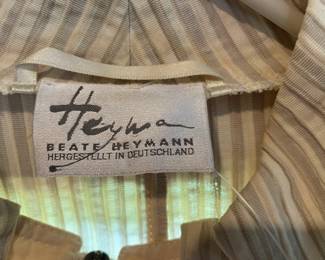 Heyma
BEATE HEYMANN
HERGESTELLT IN DEUTSCHLAND